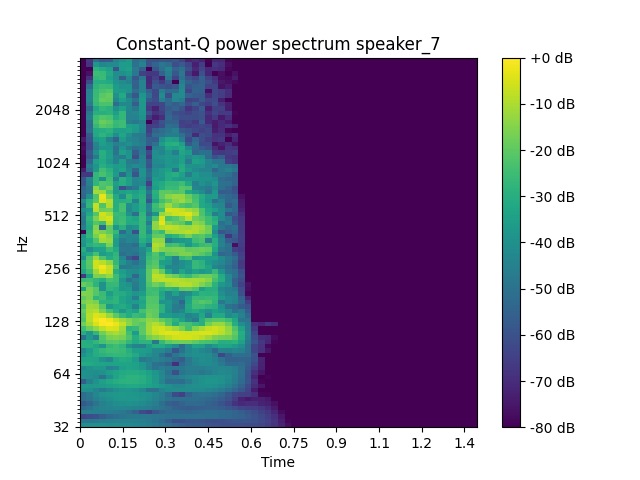 Constant-Q power spectrum speaker_7
Hz
2048
1024
512
256
128
64
32
0 0.15 0.3 0.45 0.6 0.75 0.9 1.1 1.2 1.4
Time
+0 dB
-10 dB
-20 dB
-30 dB
-40 dB
-50 dB
-60 dB
-70 dB
-80 dB